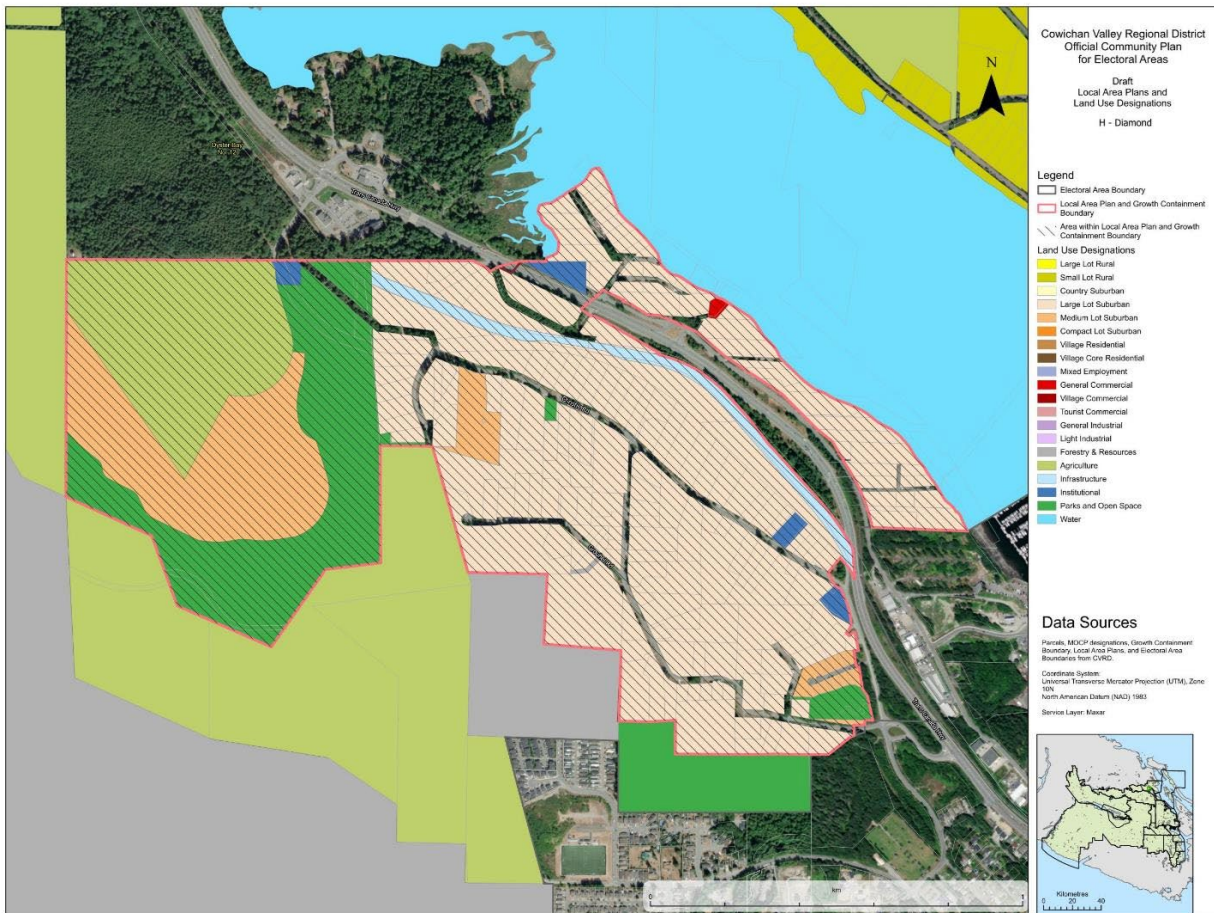 Cowichan Valley Regional District
Official Community Plan
for Electoral Areas
Draft
Local Area Plans and
Land Use Designations
H - Diamond
N
Legend
Electoral Area Boundary
Local Area Plan and Growth Containment
Boundary
Area within Local Area Plan and Growth
Containment Boundary
Land Use Designations
Large Lot Rural
Small Lot Rural
Country Suburban
Large Lot Suburban
Medium Lot Suburban
Compact Lot Suburban
Village Residential
Village Core Residential
Mixed Employment
General Commercial
Village Commercial
Tourist Commercial
General Industrial
Light Industrial
Forestry & Resources
Agriculture
Infrastructure
Institutional
Parks and Open Space
Water
Data Sources
Parcels, MOCP designations, Growth Containment
Boundary, Local Area Plans, and Electoral Area
Boundaries from CVRD.
Coordinate System:
Universal Transverse Mercator Projection (UTM), Zone
10N
North American Datum (NAD) 1983
Service Layer: Maxar
Kilometres
0 20 40
Oyster Bay
Trans Canada Hwy
Trans Canada Hwy
km
0 1